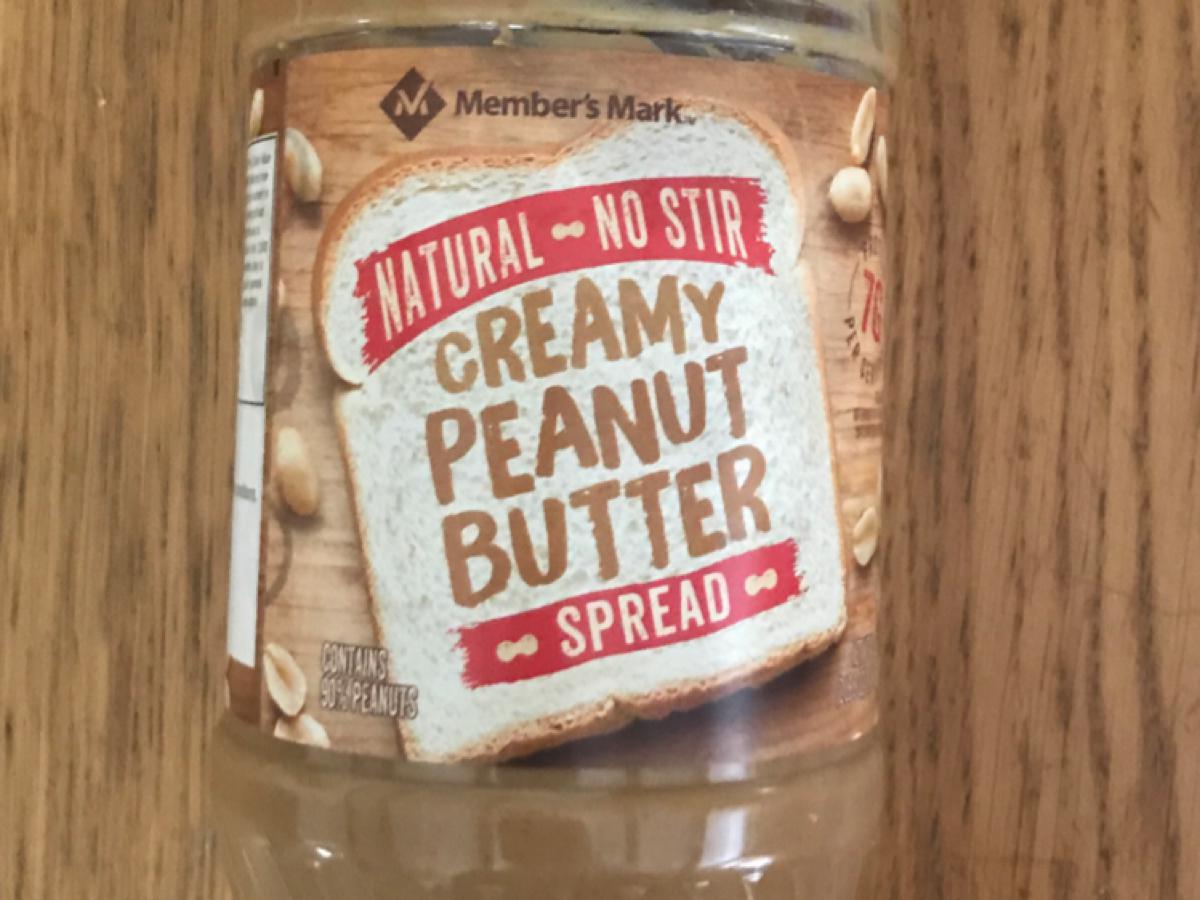 Member's Mark
NATURAL NO STIR
CREAMY
PEANUT
BUTTER
SPREAD
CONTAINS
90% PEANUTS